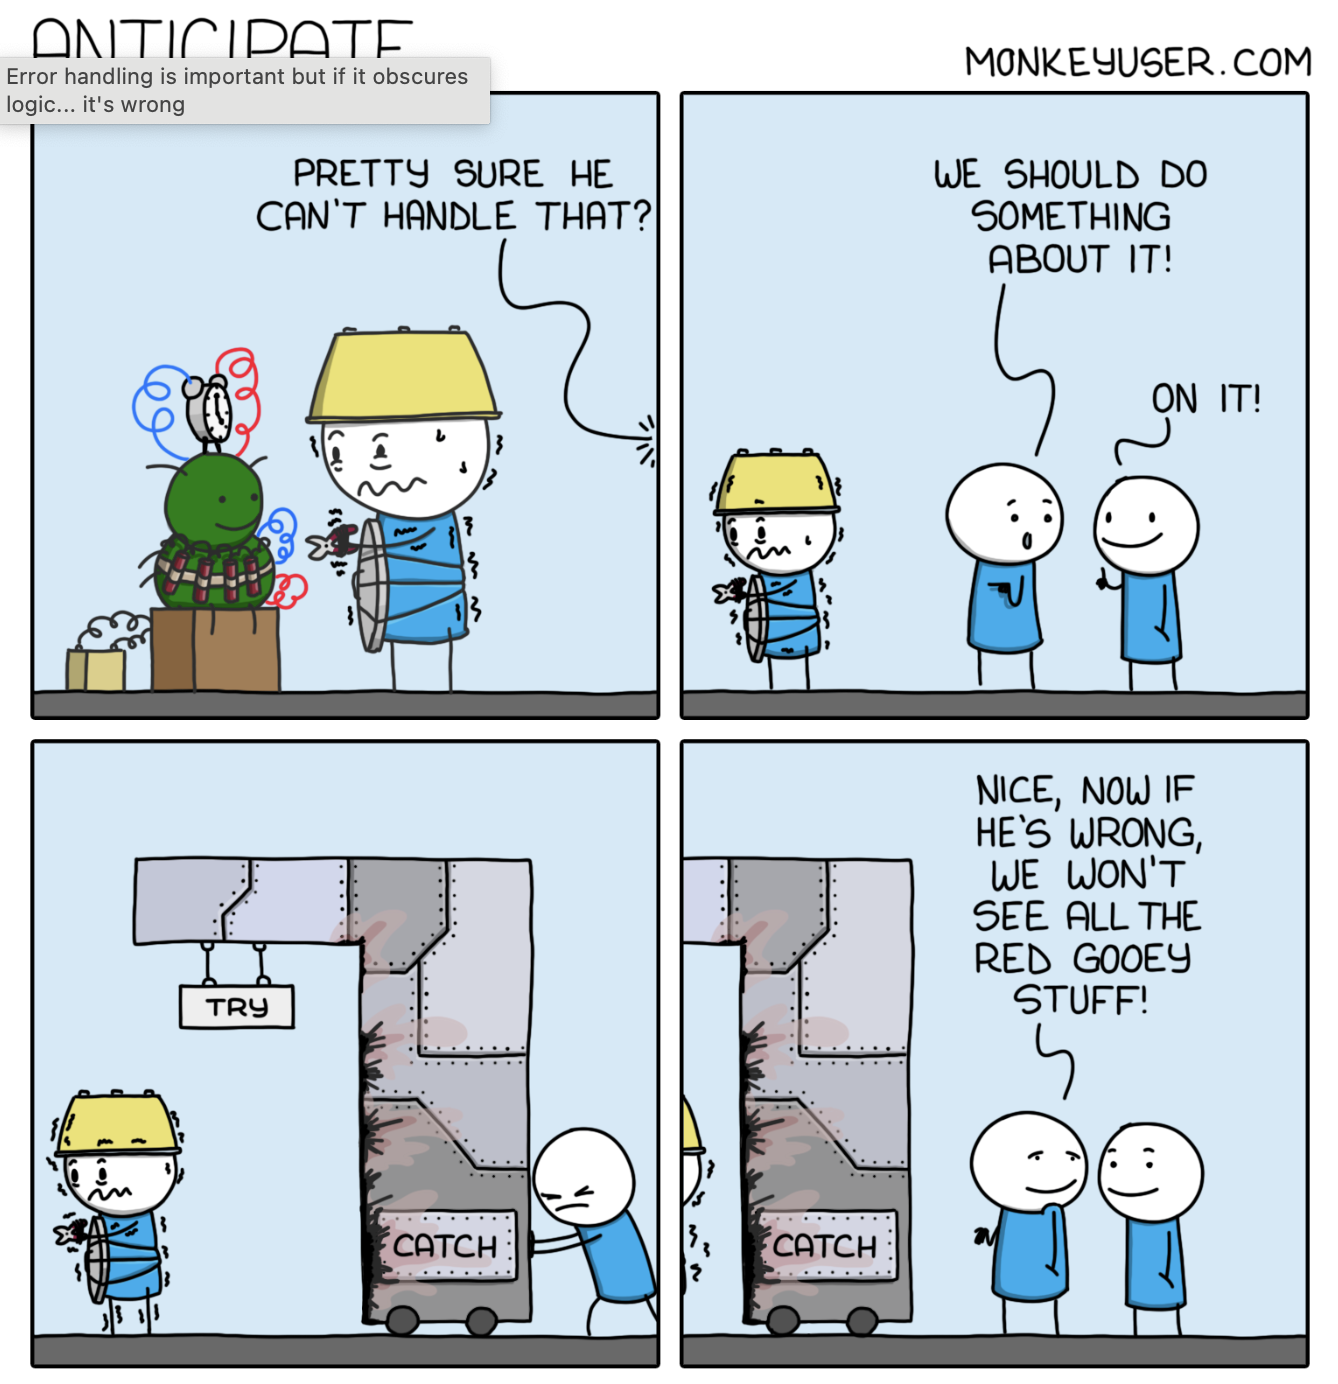 ANTICIPATE
MONKEYUSER.COM
Error handling is important but if it obscures
logic... it's wrong
PRETTY SURE HE
CAN'T HANDLE THAT?
WE SHOULD DO
SOMETHING
ABOUT IT!
ON IT!
TRY
CATCH
NICE, NOW IF
HE'S WRONG,
WE WON'T
SEE ALL THE
RED GOOEY
STUFF!
CATCH